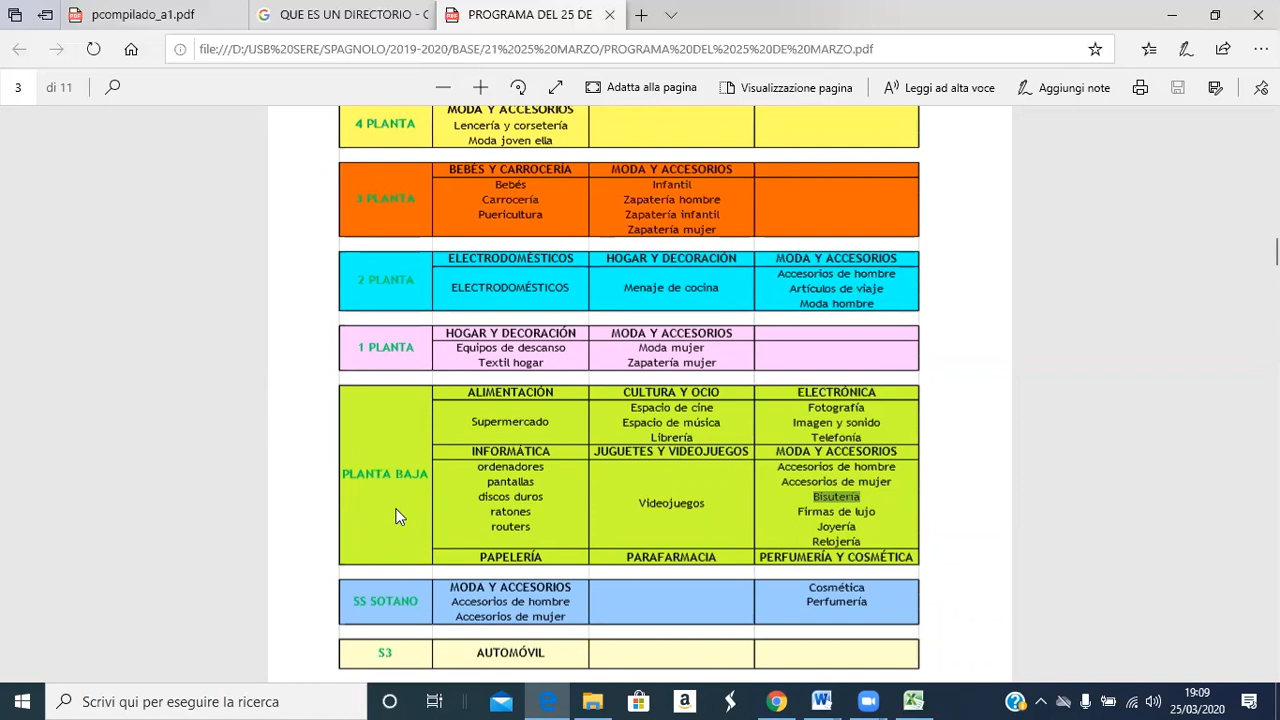 pcompilado_a1.pdf
QUE ES UN DIRECTORIO - C
PROGRAMA DEL 25 DE
file:///D:/USB%20SERE/SPAGNOLO/2019-2020/BASE/21%2025%20MARZO/PROGRAMA%20DEL%2025%20DE%20MARZO.pdf
3 di 11
Adatta alla pagina
Visualizzazione pagina
Leggi ad alta voce
Aggiungi note
4 PLANTA
MODA Y ACCESORIOS
Lencería y corsetería
Moda joven ella
3 PLANTA
BEBÉS Y CARROCERÍA
MODA Y ACCESORIOS
Bebés
Infantil
Carrocería
Zapatería hombre
Puericultura
Zapatería infantil
Zapatería mujer
2 PLANTA
ELECTRODOMÉSTICOS
HOGAR Y DECORACIÓN
MODA Y ACCESORIOS
ELECTRODOMÉSTICOS
Menaje de cocina
Accesorios de hombre
Artículos de viaje
Moda hombre
1 PLANTA
HOGAR Y DECORACIÓN
MODA Y ACCESORIOS
Equipos de descanso
Moda mujer
Textil hogar
Zapatería mujer
PLANTA BAJA
ALIMENTACIÓN
CULTURA Y OCIO
ELECTRÓNICA
Supermercado
Espacio de cine
Espacio de música
Librería
Fotografía
Imagen y sonido
Telefonía
INFORMÁTICA
JUGUETES Y VIDEOJUEGOS
MODA Y ACCESORIOS
ordenadores
pantallas
discos duros
ratones
routers
Videojuegos
Accesorios de hombre
Accesorios de mujer
Bisutería
Firmas de lujo
Joyería
Relojería
PAPELERÍA
PARAFARMACIA
PERFUMERÍA Y COSMÉTICA
SS SOTANO
MODA Y ACCESORIOS
Accesorios de hombre
Accesorios de mujer
Cosmética
Perfumería
S3
AUTOMÓVIL
Scrivi qui per eseguire la ricerca
19:09
25/03/2020